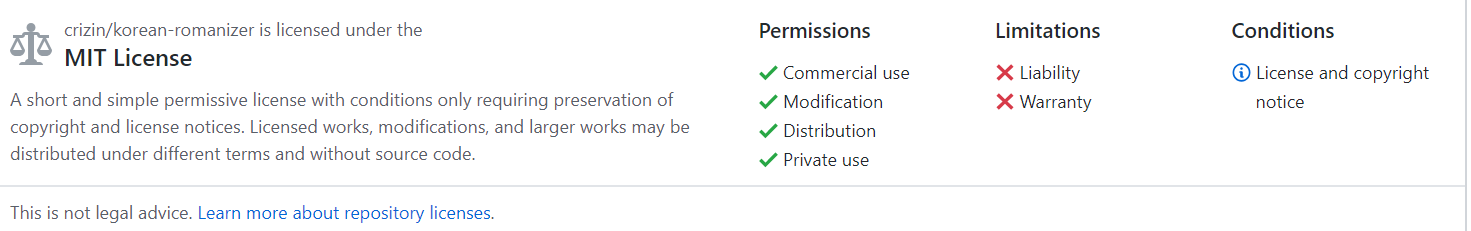 crizin/korean-romanizer is licensed under the
MIT License
A short and simple permissive license with conditions only requiring preservation of
copyright and license notices. Licensed works, modifications, and larger works may be
distributed under different terms and without source code.
Permissions
Commercial use
Modification
Distribution
Private use
Limitations
Liability
Warranty
Conditions
License and copyright
notice
This is not legal advice. Learn more about repository licenses.